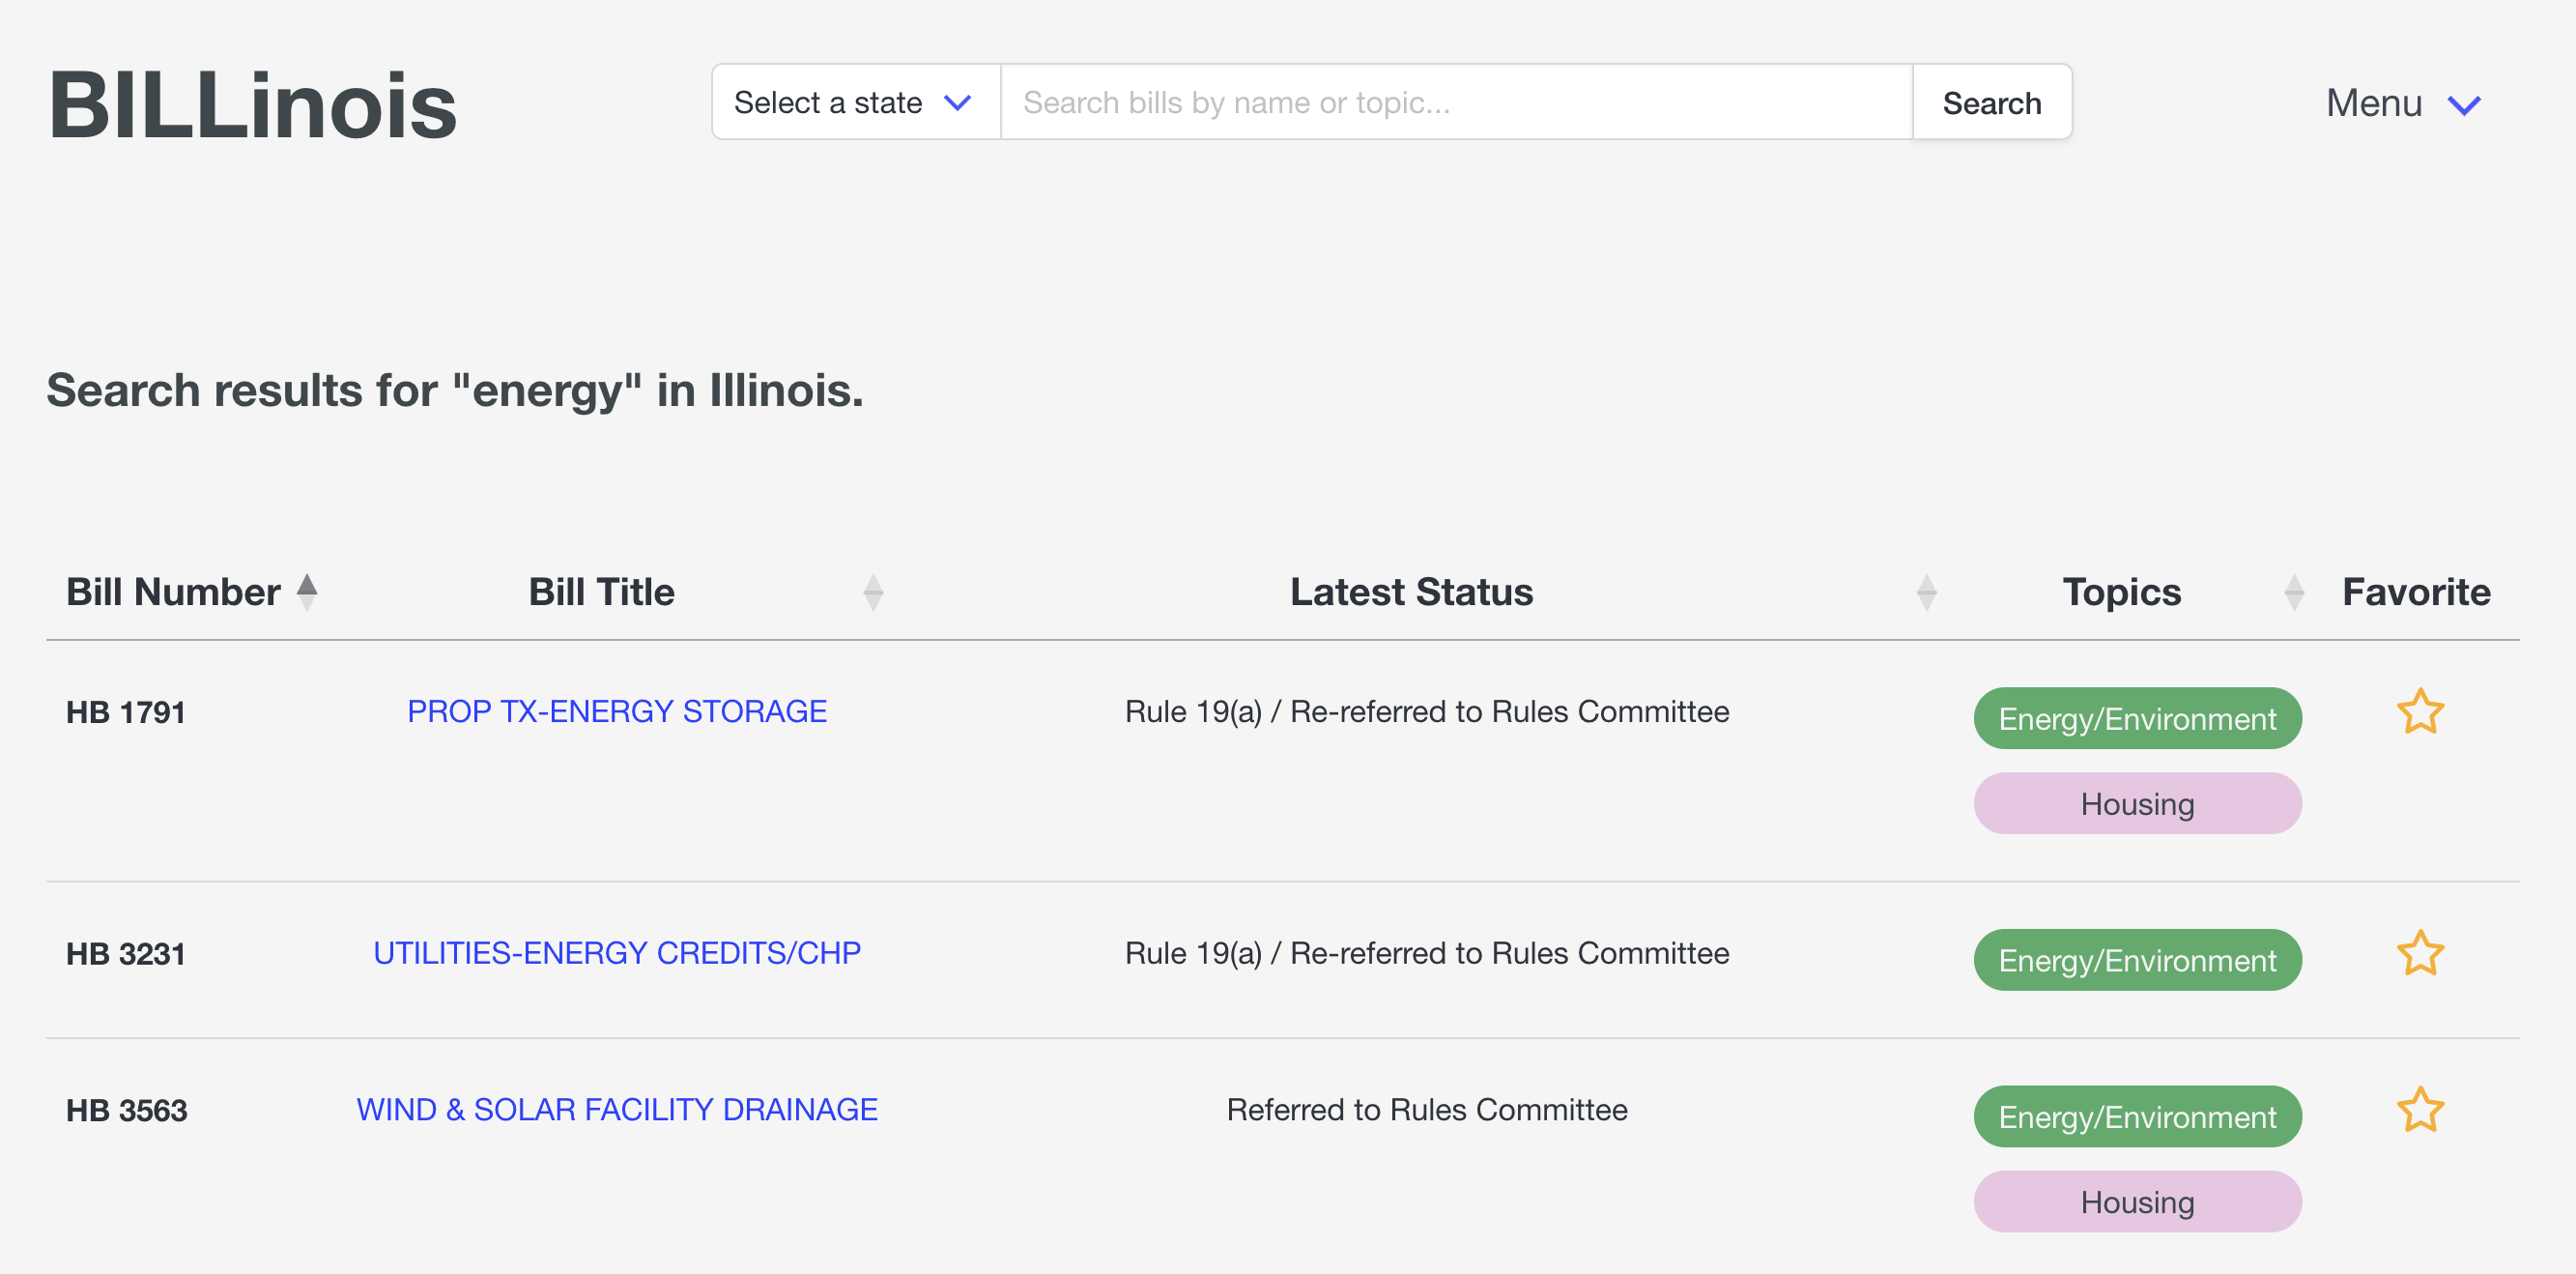 BILLinois
Select a state
Search bills by name or topic...
Search
Menu
Search results for "energy" in Illinois.
Bill Number Bill Title Latest Status Topics Favorite
HB 1791 PROP TX-ENERGY STORAGE Rule 19(a) / Re-referred to Rules Committee Energy/Environment
Housing
HB 3231 UTILITIES-ENERGY CREDITS/CHP Rule 19(a) / Re-referred to Rules Committee Energy/Environment
HB 3563 WIND & SOLAR FACILITY DRAINAGE Referred to Rules Committee Energy/Environment
Housing